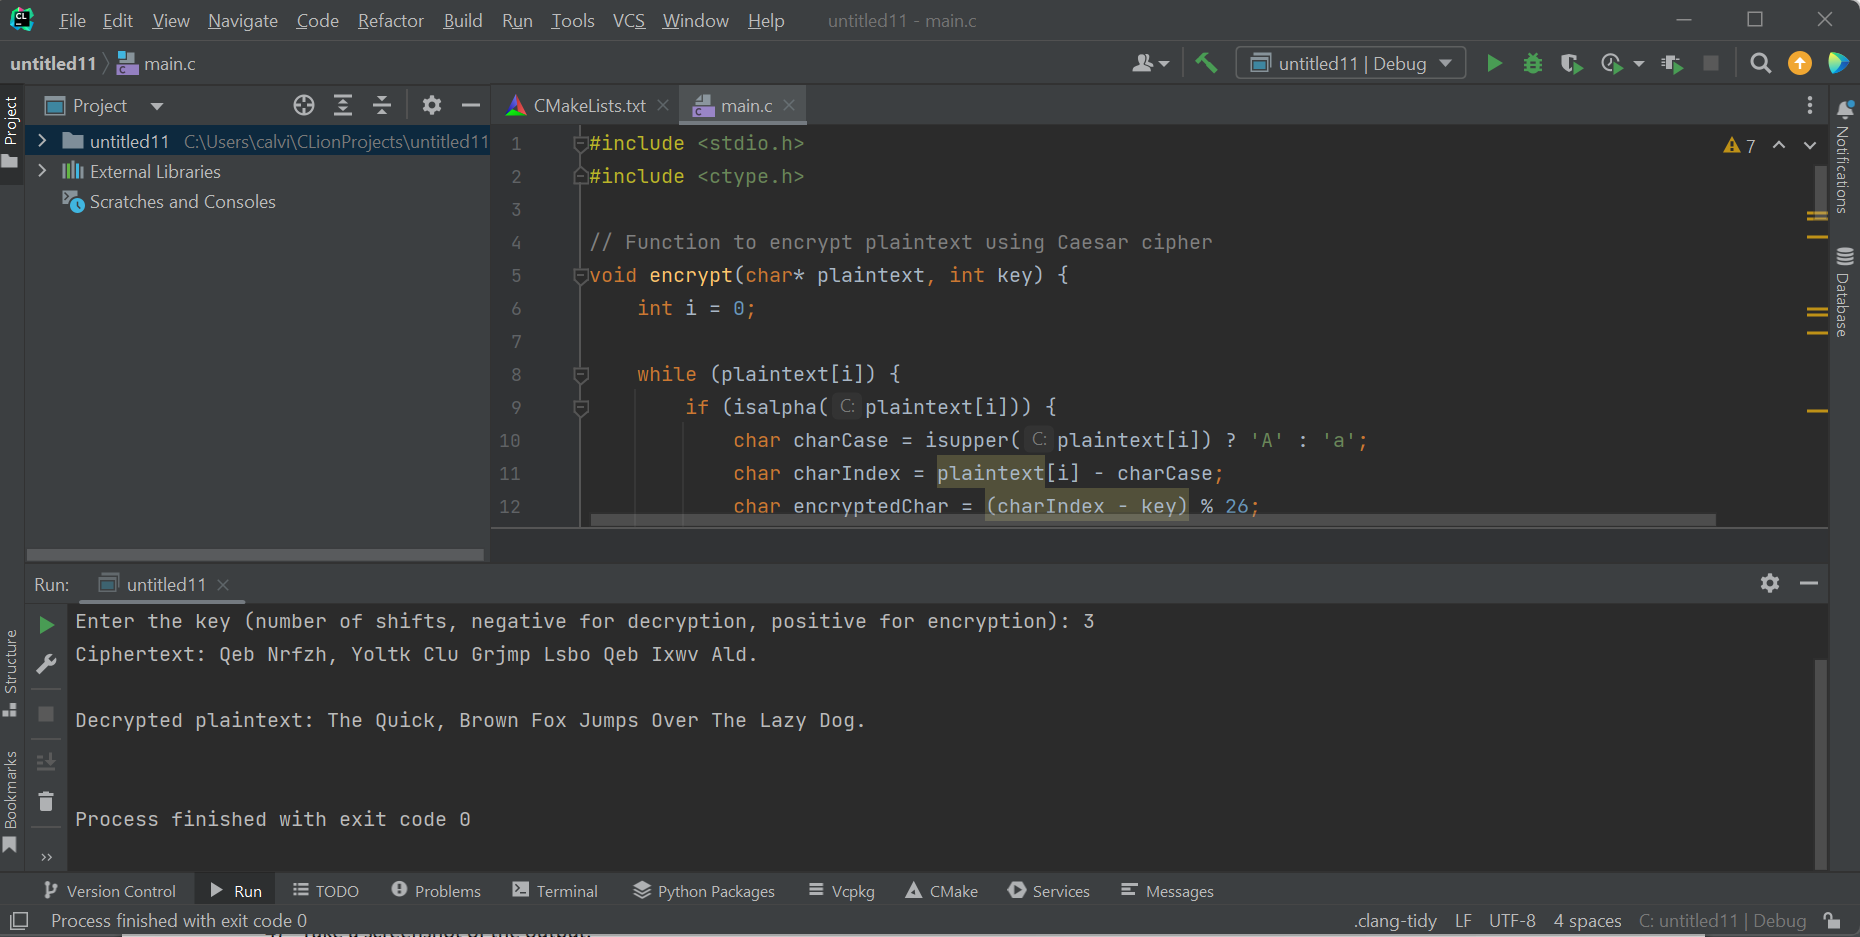 File Edit View Navigate Code Refactor Build Run Tools VCS Window Help untitled11 - main.c
untitled11 main.c untitled11 | Debug
Project
CMakeLists.txt main.c
Project
untitled11 C:\Users\calvi\CLionProjects\untitled11
External Libraries
Scratches and Consoles
1 #include <stdio.h>
2 #include <ctype.h>
3
4 // Function to encrypt plaintext using Caesar cipher
5 void encrypt(char* plaintext, int key) {
6 int i = 0;
7
8 while (plaintext[i]) {
9 if (isalpha( C: plaintext[i])) {
10 char charCase = isupper( C: plaintext[i]) ? 'A' : 'a';
11 char charIndex = plaintext[i] - charCase;
12 char encryptedChar = (charIndex - key) % 26;
7
Notifications
Database
Run: untitled11
Structure
Bookmarks
Enter the key (number of shifts, negative for decryption, positive for encryption): 3
Ciphertext: Qeb Nrfzh, Yoltk Clu Grjmp Lsbo Qeb Ixwv Ald.
Decrypted plaintext: The Quick, Brown Fox Jumps Over The Lazy Dog.
Process finished with exit code 0
Version Control Run TODO Problems Terminal Python Packages Vcpkg CMake Services Messages
Process finished with exit code 0 .clang-tidy LF UTF-8 4 spaces C: untitled11 | Debug